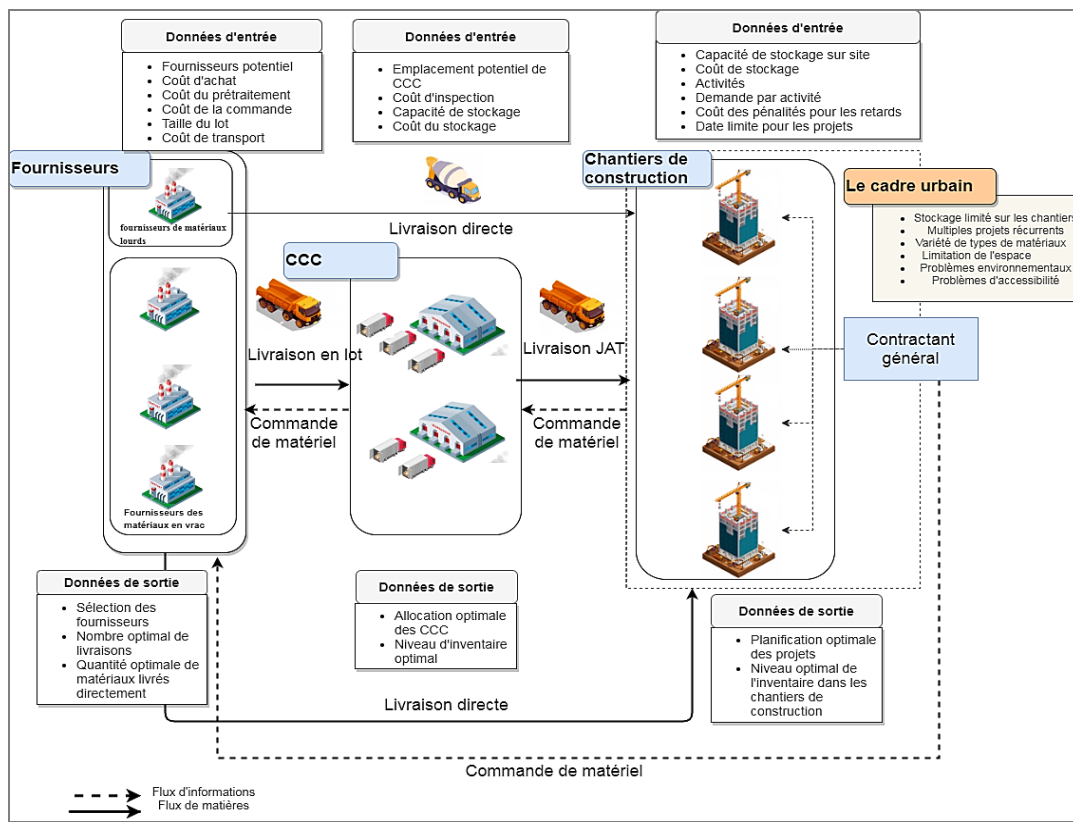 Données d'entrée
Fournisseurs potentiel
Coût d'achat
Coût du prétraitement
Coût de la commande
Taille du lot
Coût de transport
Données d'entrée
Emplacement potentiel de
CCC
Coût d'inspection
Capacité de stockage
Coût du stockage
Données d'entrée
Capacité de stockage sur site
Coût de stockage
Activités
Demande par activité
Coût des pénalités pour les retards
Date limite pour les projets
Fournisseurs
fournisseurs de matériaux
lourds
Livraison directe
Chantiers de
construction
Le cadre urbain
Stockage limité sur les chantiers
Multiples projets récurrents
Variété de types de matériaux
Limitation de l'espace
Problèmes environnementaux
Problèmes d'accessibilité
CCC
Livraison en lot
Livraison JAT
Contractant
général
Commande
de matériel
Commande
de matériel
Fournisseurs des
matériaux en vrac
Données de sortie
Sélection des
fournisseurs
Nombre optimal de
livraisons
Quantité optimale de
matériaux livrés
directement
Données de sortie
Allocation optimale
des CCC
Niveau d'inventaire
optimal
Données de sortie
Planification optimale
des projets
Niveau optimal de
l'inventaire dans les
chantiers de
construction
Livraison directe
Commande de matériel
Flux d'informations
Flux de matières